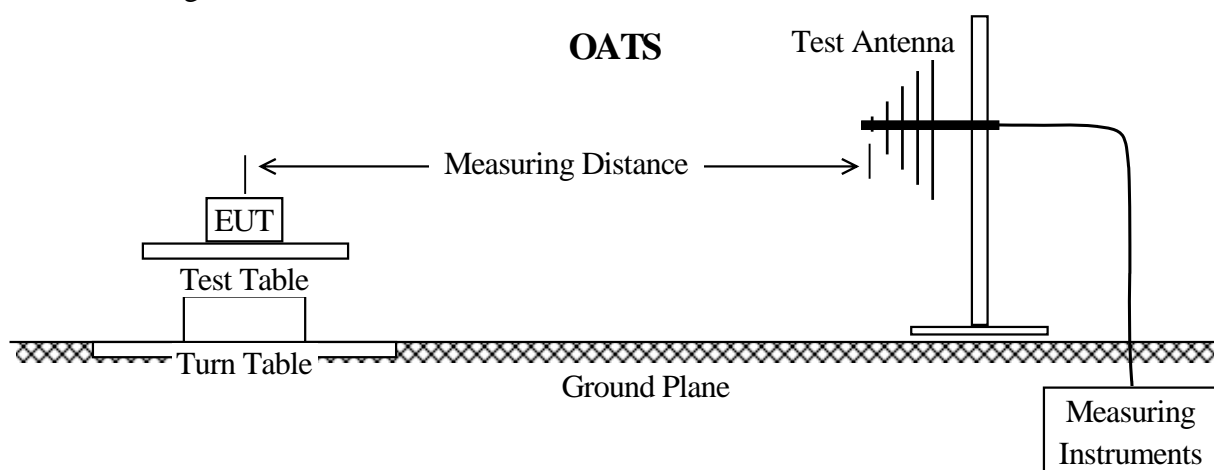 OATS
Test Antenna
Measuring Distance
EUT
Test Table
Turn Table
Ground Plane
Measuring
Instruments